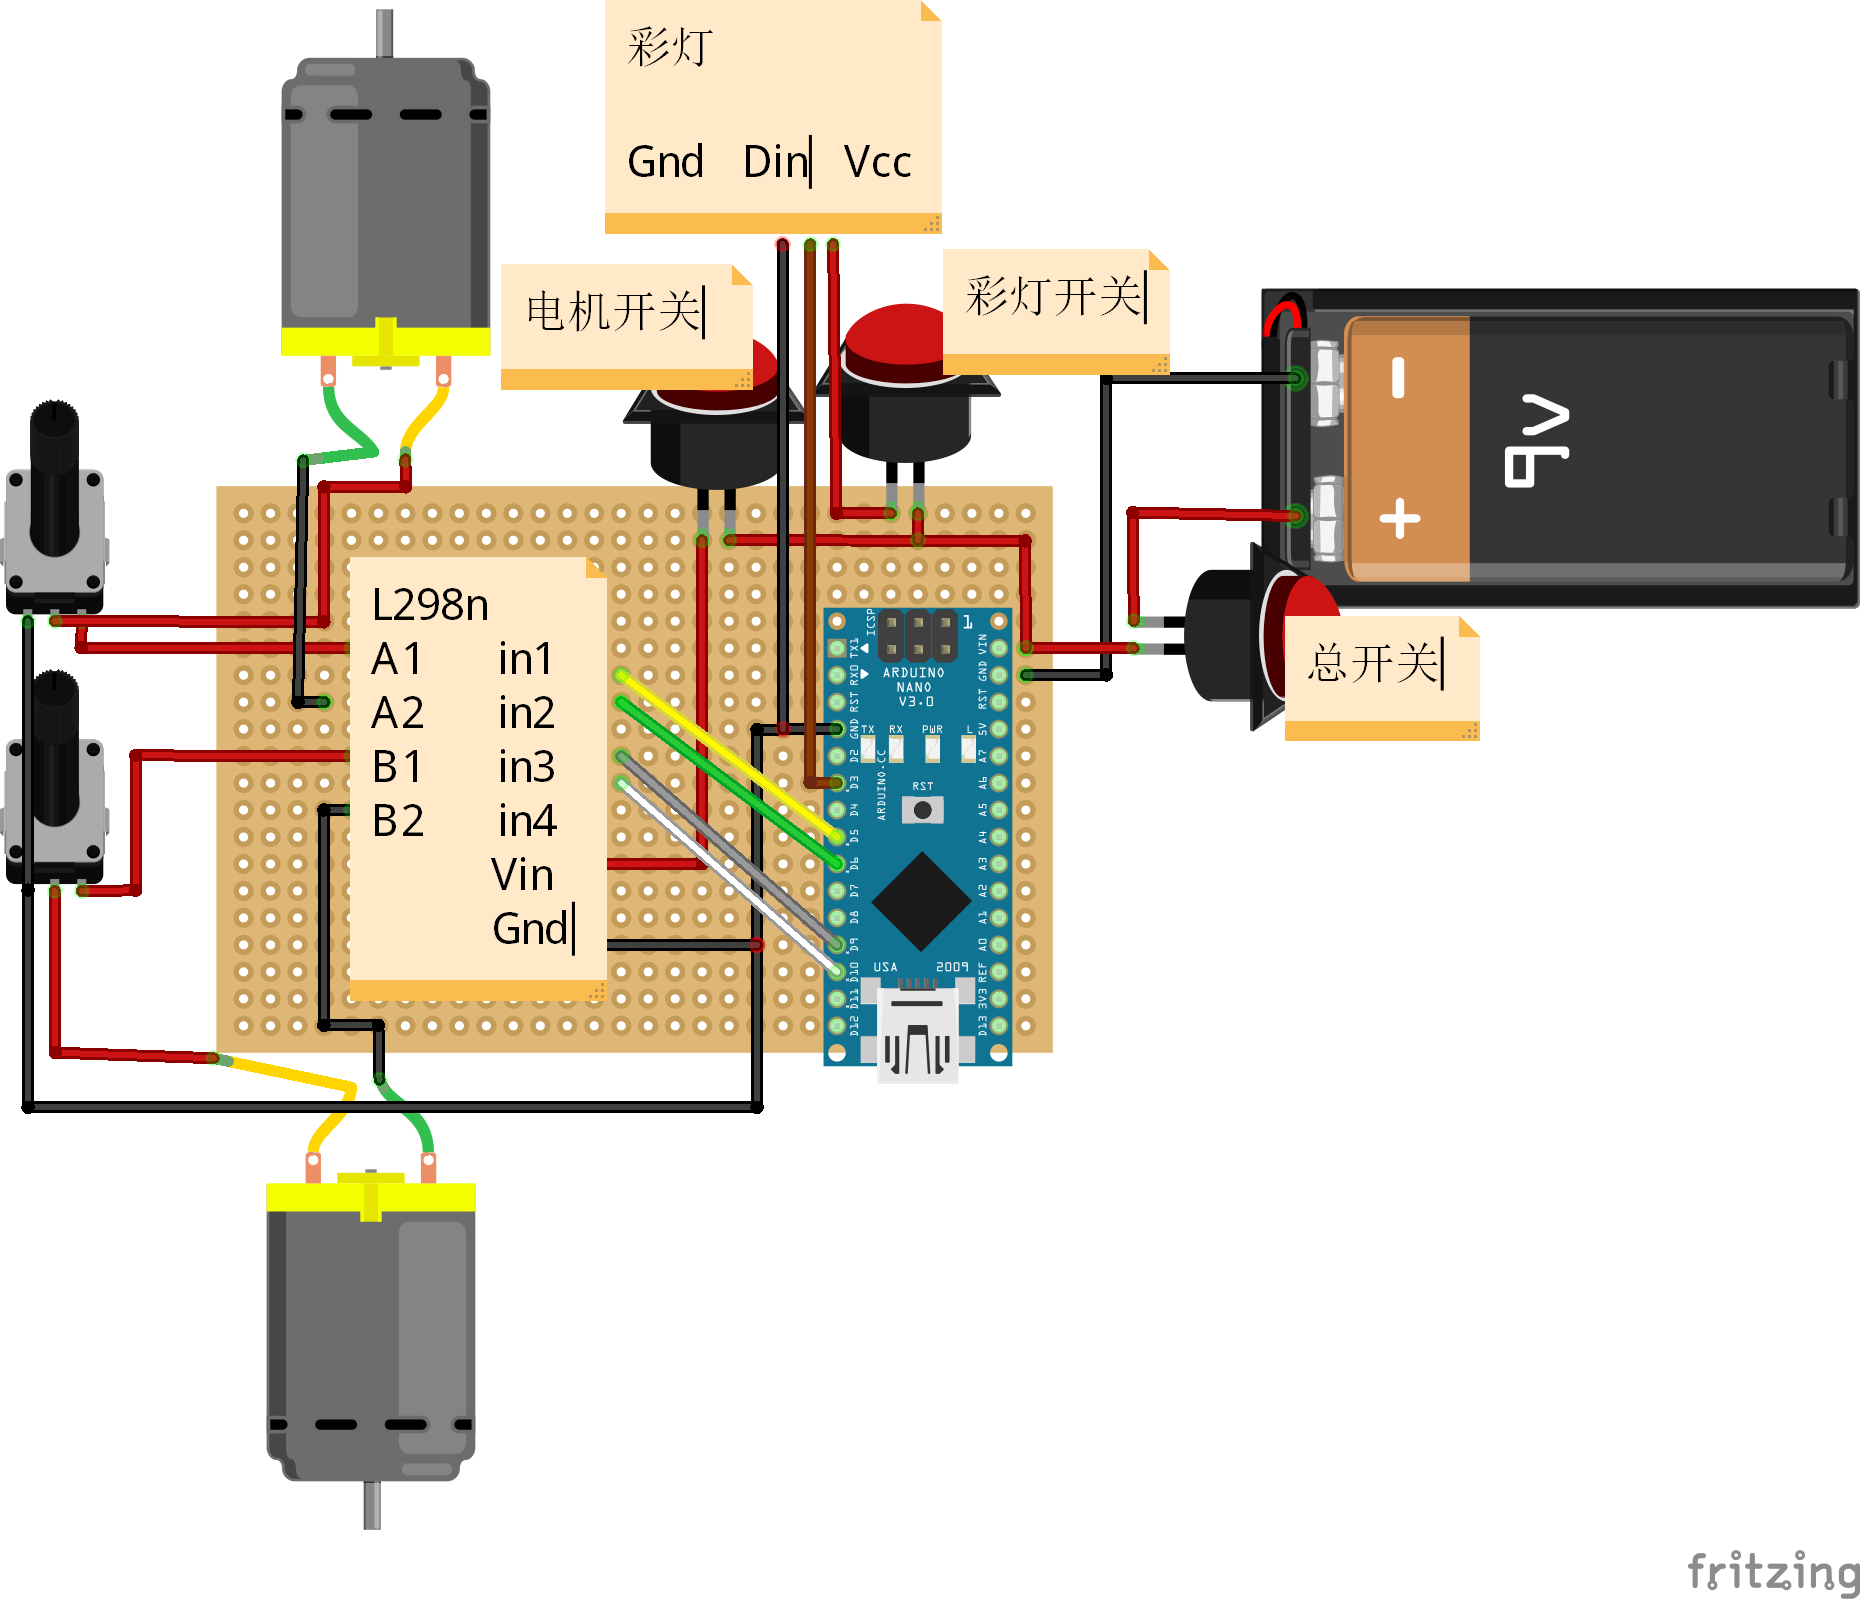 彩灯
Gnd Din Vcc
电机开关
彩灯开关
9v
-
+
总开关
L298n
A1 in1
A2 in2
B1 in3
B2 in4
Vin
Gnd
ICSP
1
ARDUINO
NANO
V3.0
TX1
RX0
RST
GND
D2
D3
D4
D5
D6
D7
D8
D9
D10
D11
D12
VIN
GND
RST
5V
A7
A6
A5
A4
A3
A2
A1
A0
REF
3V3
D13
TX RX PWR L
RST
ARDUINO.CC
USA 2009
fritzing